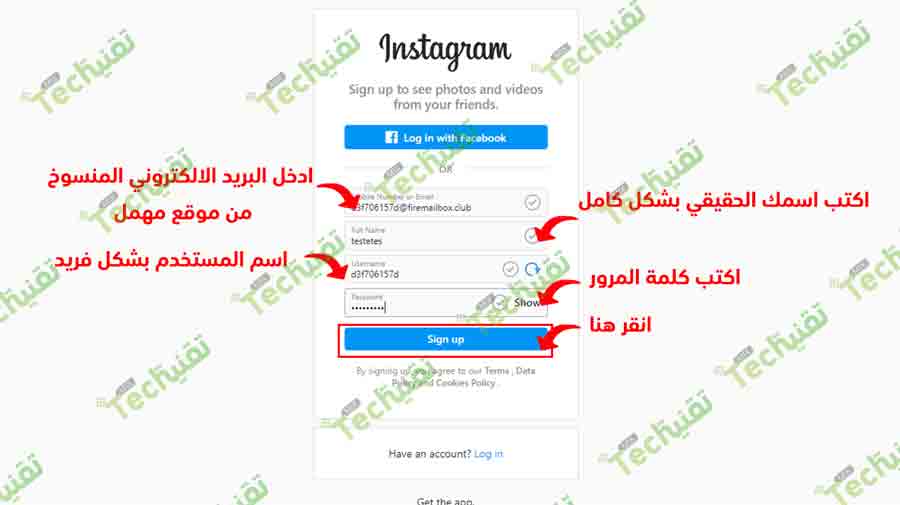 Instagram
Sign up to see photos and videos
from your friends.
Log in with Facebook
OR
ادخل البريد الالكتروني المنسوخ
من موقع مهمل
Mobile Number or Email
d3f706157d@firemailbox.club
اكتب اسمك الحقيقي بشكل كامل
Full Name
testetes
اسم المستخدم بشكل فريد
Username
d3f706157d
اكتب كلمة المرور
Password
•••••••••
Show
انقر هنا
Sign up
By signing up, you agree to our Terms , Data
Policy and Cookies Policy .
Have an account? Log in
Get the app.
تقنيTech